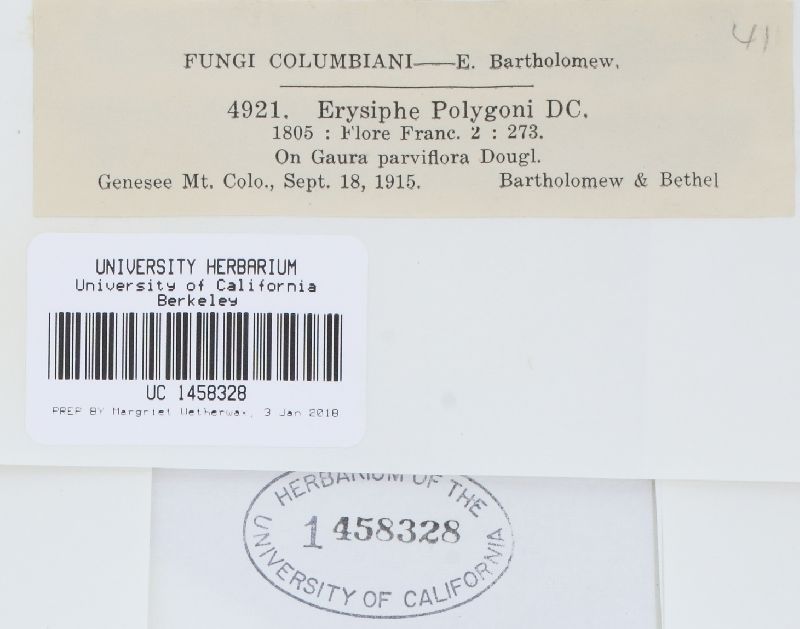 41
FUNGI COLUMBIANI—E. Bartholomew.
4921. Erysiphe Polygoni DC.
1805 : Flore Franc. 2 : 273.
On Gaura parviflora Dougl.
Genesee Mt. Colo., Sept. 18, 1915. Bartholomew & Bethel
UNIVERSITY HERBARIUM
University of California
Berkeley
UC 1458328
PREP BY Margriet Wetherwax, 3 Jan 2018
HERBARIUM OF THE
1458328
UNIVERSITY OF CALIFORNIA